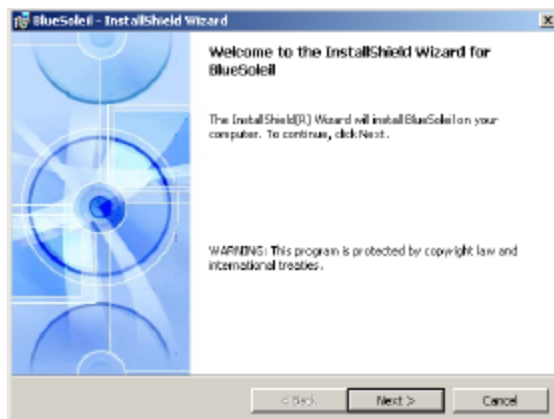 BlueSoleil - InstallShield Wizard
Welcome to the InstallShield Wizard for
BlueSoleil
The InstallShield(R) Wizard will install BlueSoleil on your
computer. To continue, click Next.
WARNING: This program is protected by copyright law and
international treaties.
< Back
Next >
Cancel